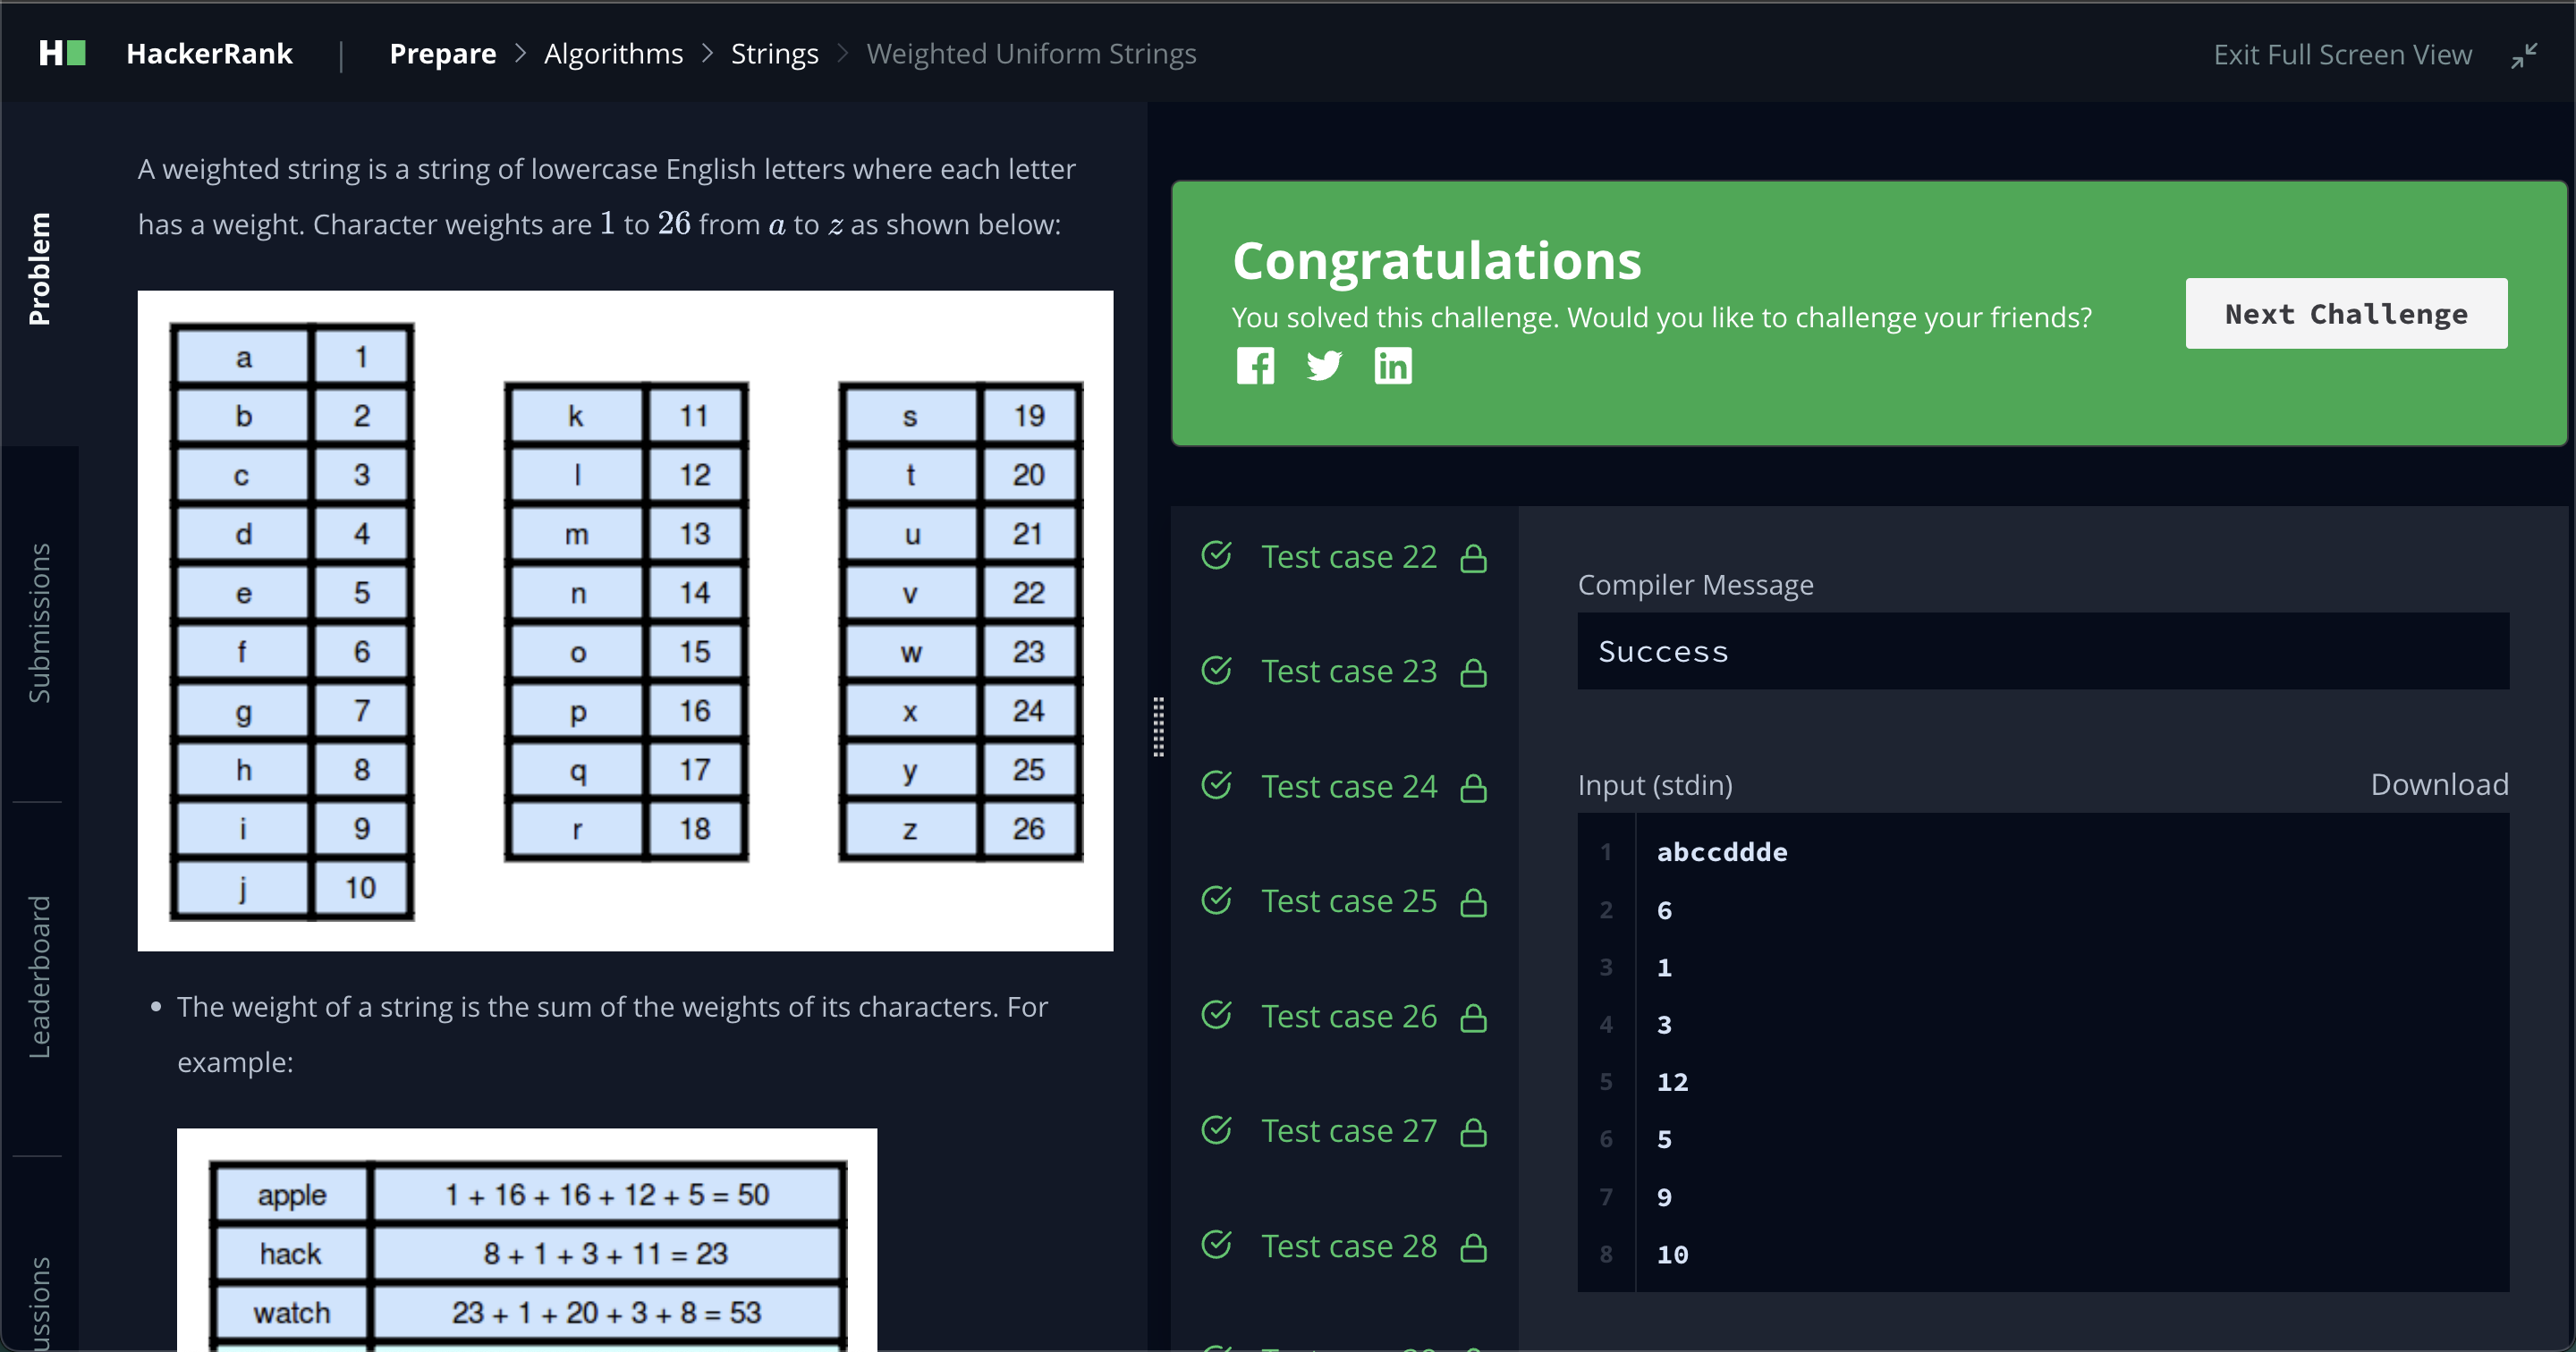 H HackerRank | Prepare > Algorithms > Strings > Weighted Uniform Strings
Exit Full Screen View
Problem
Submissions
Leaderboard
ussions
A weighted string is a string of lowercase English letters where each letter
has a weight. Character weights are 1 to 26 from a to z as shown below:
a 1
b 2
c 3
d 4
e 5
f 6
g 7
h 8
i 9
j 10
k 11
l 12
m 13
n 14
o 15
p 16
q 17
r 18
s 19
t 20
u 21
v 22
w 23
x 24
y 25
z 26
• The weight of a string is the sum of the weights of its characters. For
example:
apple 1 + 16 + 16 + 12 + 5 = 50
hack 8 + 1 + 3 + 11 = 23
watch 23 + 1 + 20 + 3 + 8 = 53
Congratulations
You solved this challenge. Would you like to challenge your friends?
Next Challenge
Test case 22
Test case 23
Test case 24
Test case 25
Test case 26
Test case 27
Test case 28
Compiler Message
Success
Input (stdin)
Download
1 abccddde
2 6
3 1
4 3
5 12
6 5
7 9
8 10